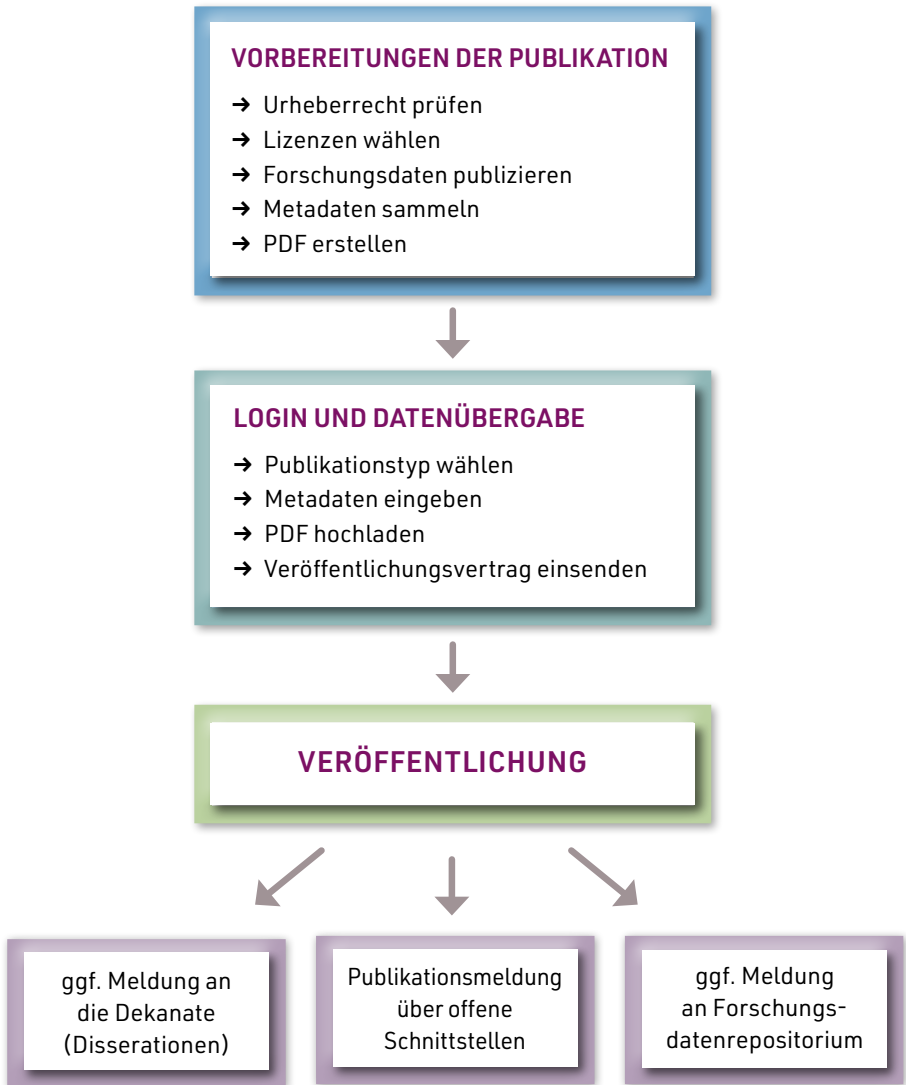 VORBEREITUNGEN DER PUBLIKATION
→ Urheberrecht prüfen
→ Lizenzen wählen
→ Forschungsdaten publizieren
→ Metadaten sammeln
→ PDF erstellen
LOGIN UND DATENÜBERGABE
→ Publikationstyp wählen
→ Metadaten eingeben
→ PDF hochladen
→ Veröffentlichungsvertrag einsenden
VERÖFFENTLICHUNG
ggf. Meldung an
die Dekanate
(Disserationen)
Publikationsmeldung
über offene
Schnittstellen
ggf. Meldung
an Forschungs-
datenrepositorium